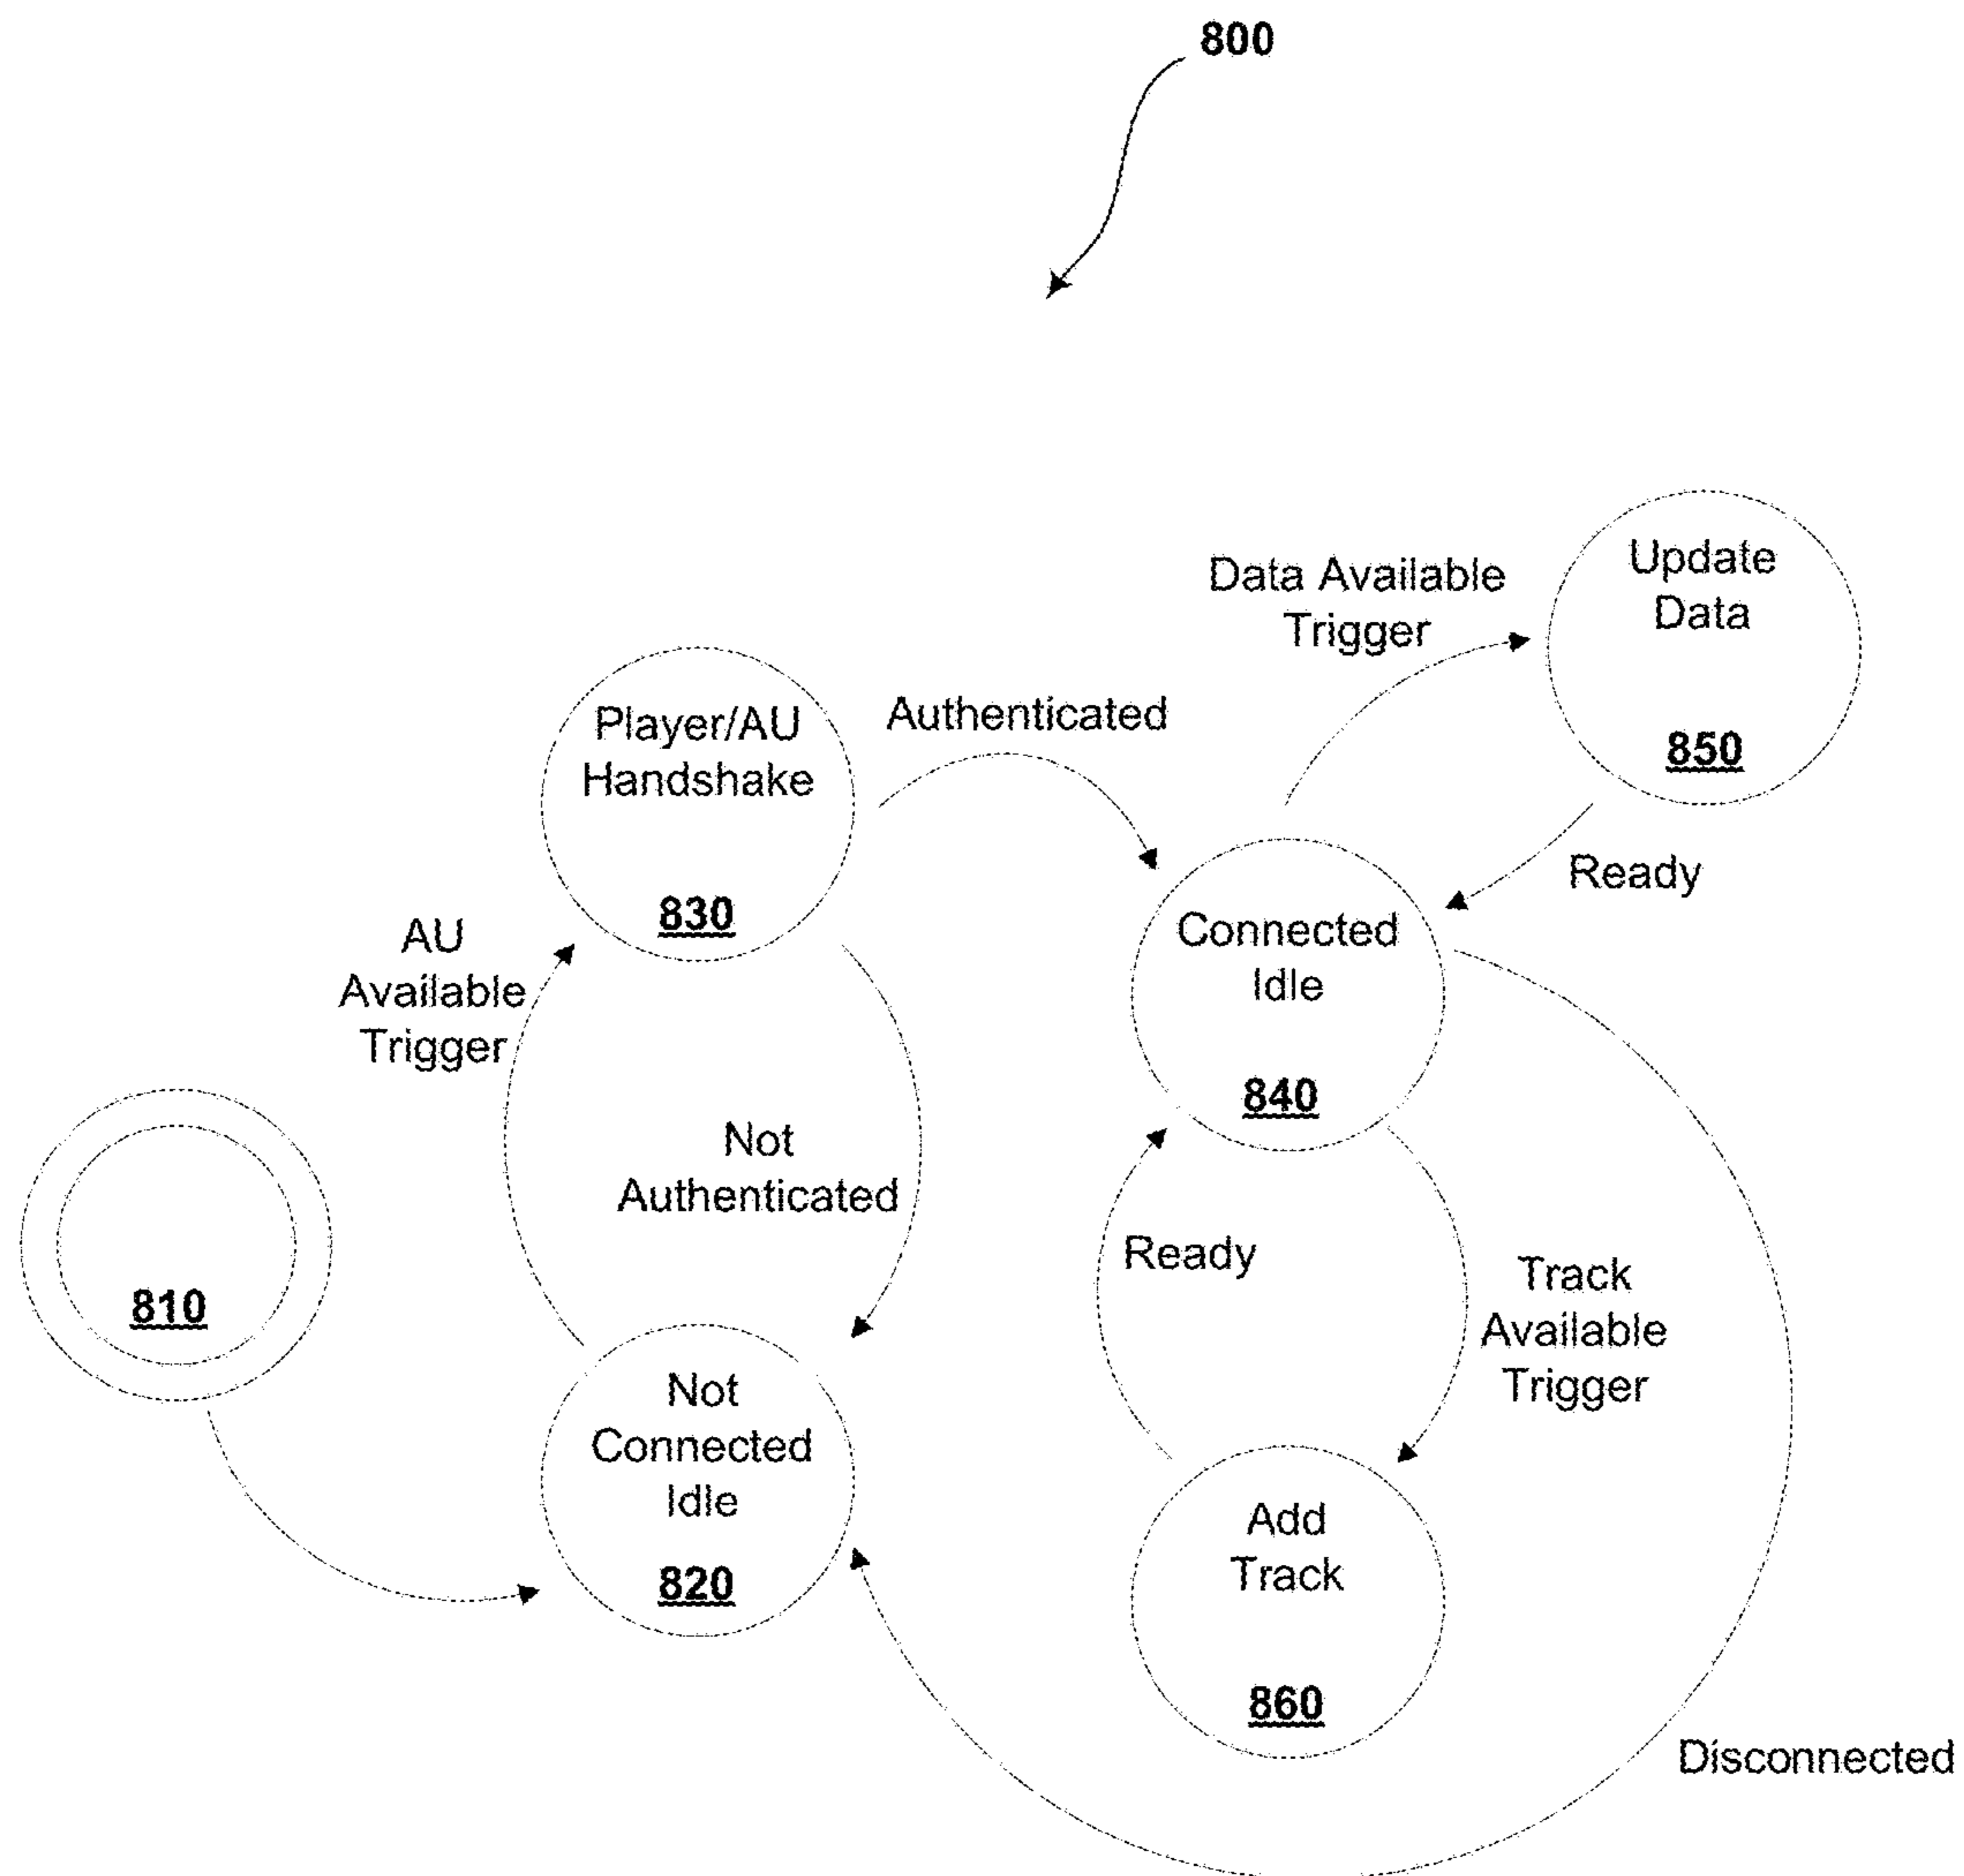 800
Update
Data
850
Data Available
Trigger
Player/AU
Handshake
830
Authenticated
Ready
Connected
Idle
840
AU
Available
Trigger
Not
Authenticated
810
Ready
Track
Available
Trigger
Not
Connected
Idle
820
Add
Track
860
Disconnected